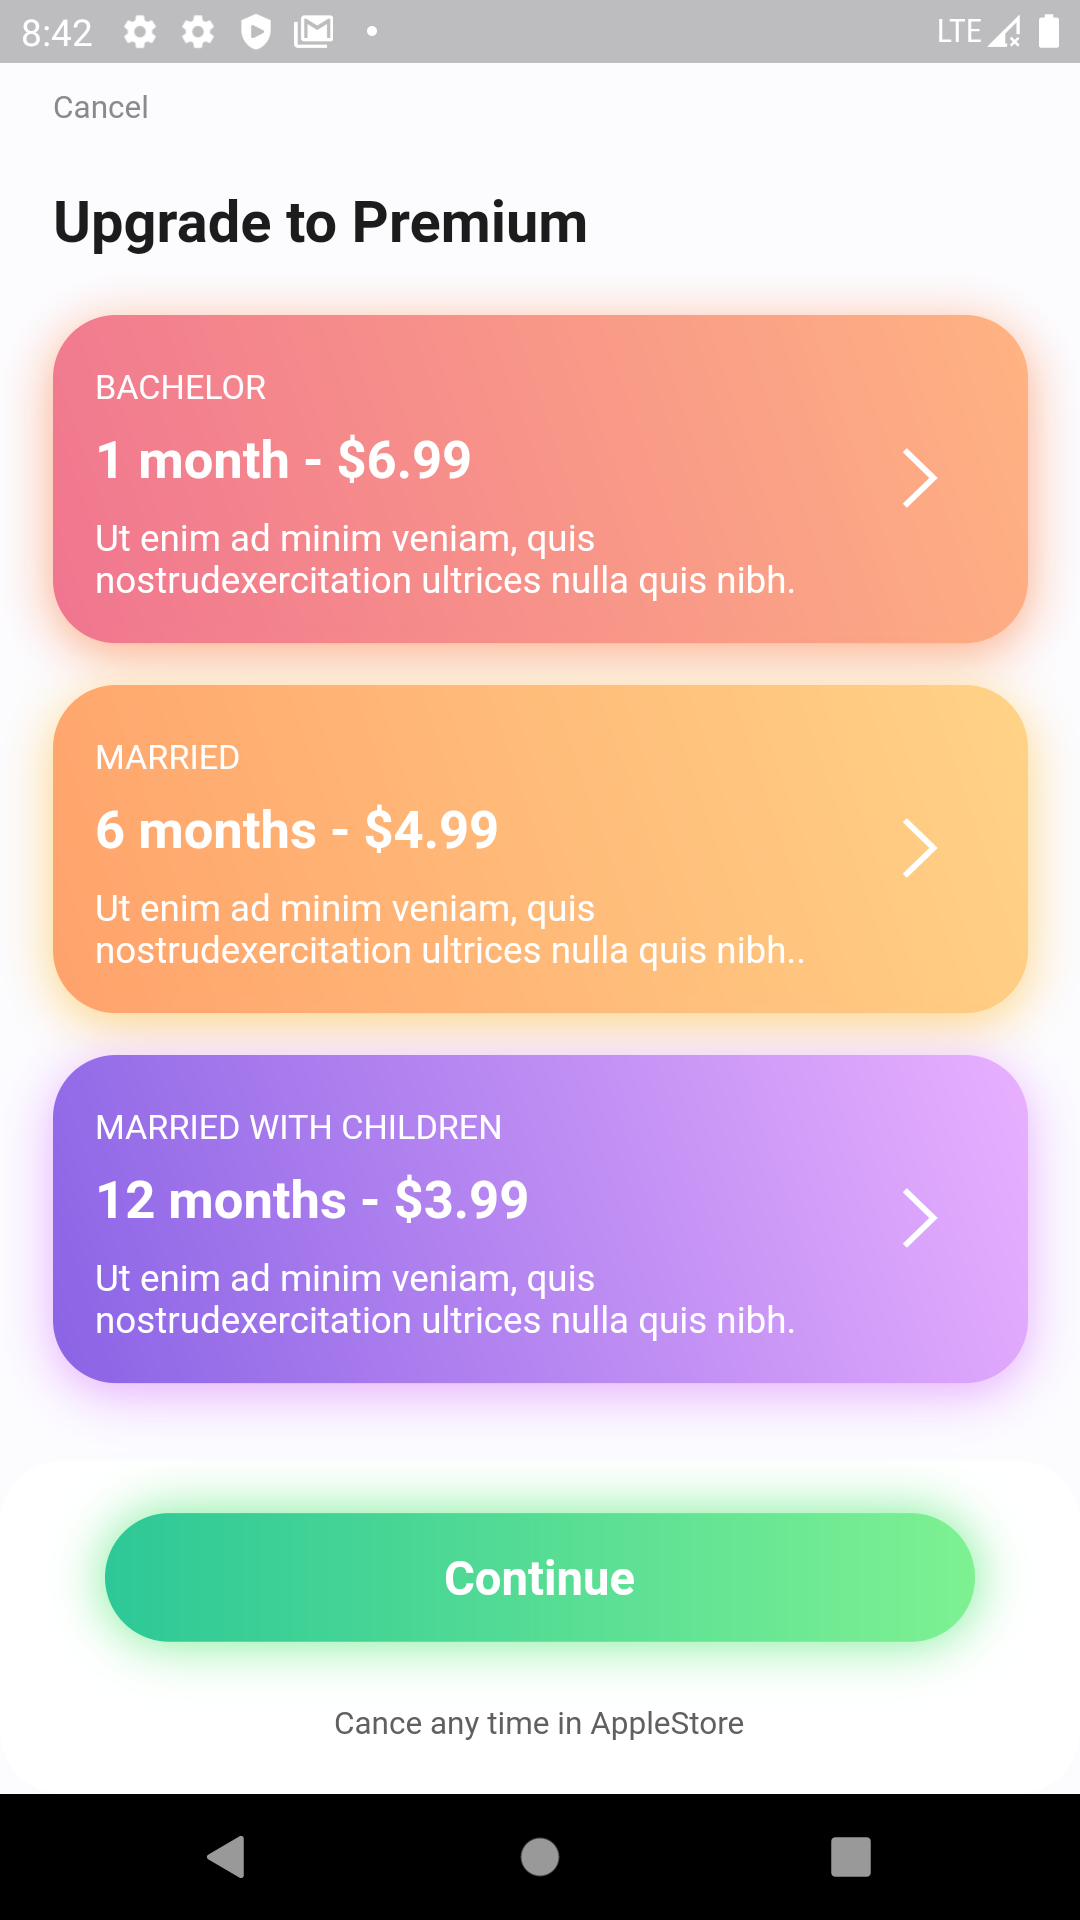 8:42
LTE
Cancel
Upgrade to Premium
BACHELOR
1 month - $6.99
Ut enim ad minim veniam, quis
nostrudexercitation ultrices nulla quis nibh.
MARRIED
6 months - $4.99
Ut enim ad minim veniam, quis
nostrudexercitation ultrices nulla quis nibh..
MARRIED WITH CHILDREN
12 months - $3.99
Ut enim ad minim veniam, quis
nostrudexercitation ultrices nulla quis nibh.
Continue
Cance any time in AppleStore